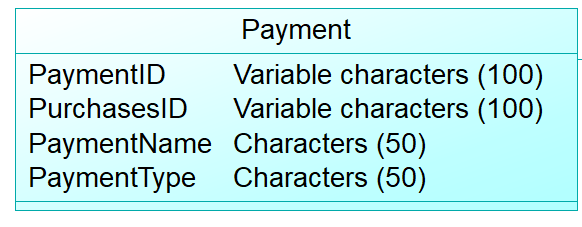 Payment
PaymentID Variable characters (100)
PurchasesID Variable characters (100)
PaymentName Characters (50)
PaymentType Characters (50)